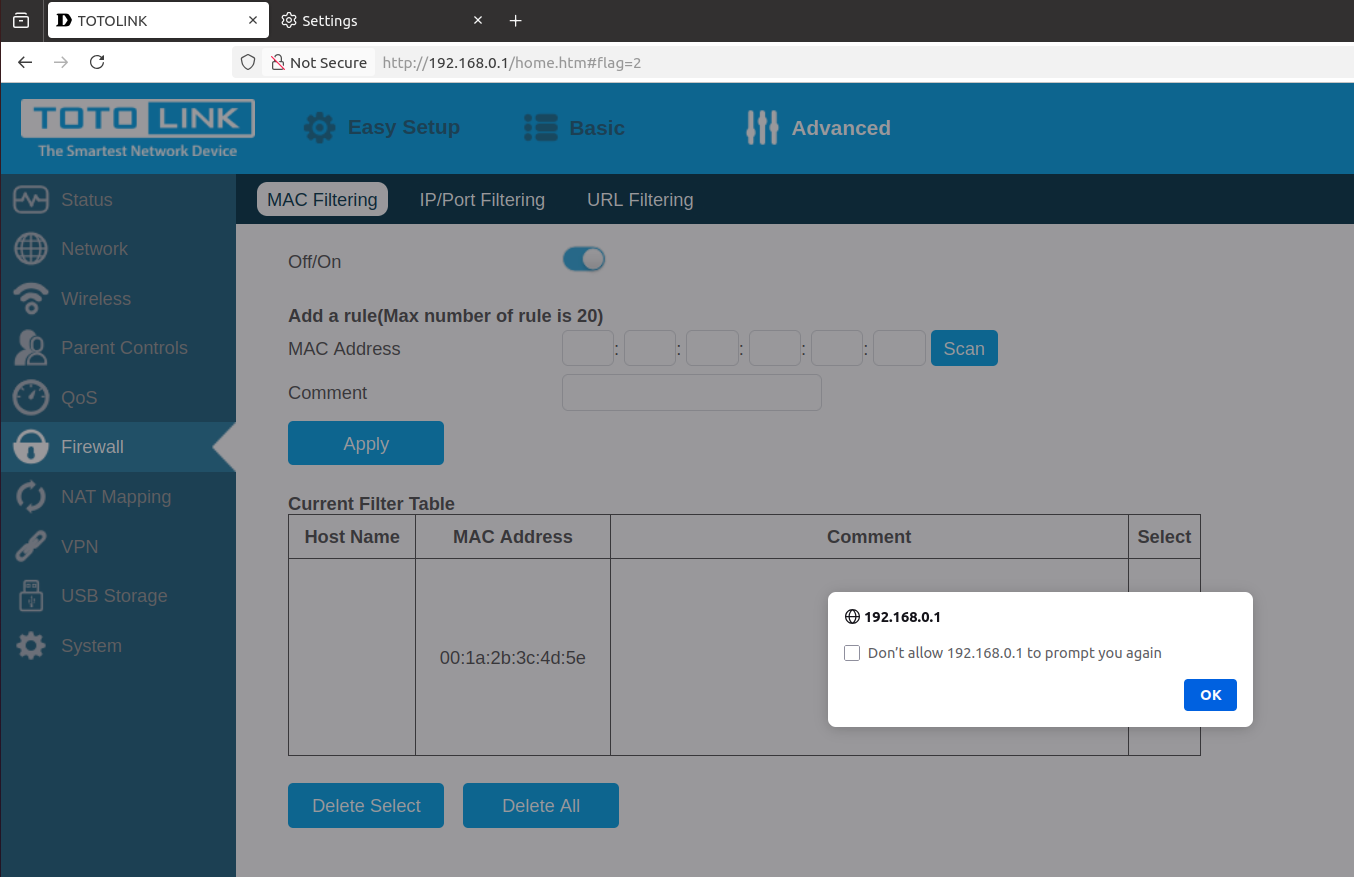 TOTOLINK
Settings
Not Secure http://192.168.0.1/home.htm#flag=2
TOTO LINK
The Smartest Network Device
Easy Setup
Basic
Advanced
Status
Network
Wireless
Parent Controls
QoS
Firewall
NAT Mapping
VPN
USB Storage
System
MAC Filtering IP/Port Filtering URL Filtering
Off/On
Add a rule(Max number of rule is 20)
MAC Address : : : : : Scan
Comment
Apply
Current Filter Table
Host Name MAC Address Comment Select
00:1a:2b:3c:4d:5e
192.168.0.1
Don't allow 192.168.0.1 to prompt you again
OK
Delete Select Delete All